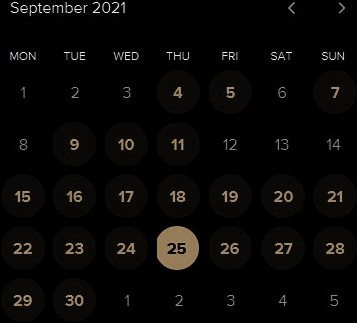 September 2021
MON TUE WED THU FRI SAT SUN
1 2 3 4 5 6 7
8 9 10 11 12 13 14
15 16 17 18 19 20 21
22 23 24 25 26 27 28
29 30 1 2 3 4 5